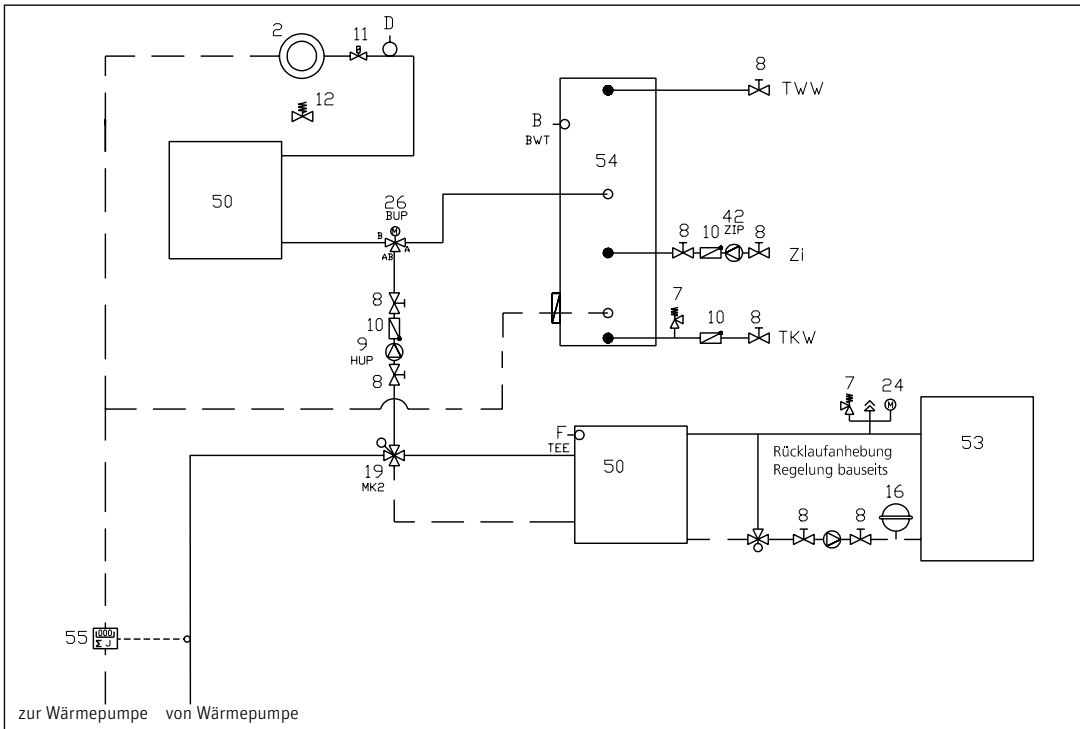 2
11
D
12
8
TWW
B
BWT
54
50
26
BUP
M
B
A
AB
8
10
42
ZIP
8
Zi
8
10
9
HUP
8
7
10
8
TKW
7
24
M
F
TEE
50
53
Rücklaufanhebung
Regelung bauseits
19
MK2
16
8
8
55
Σ J
zur Wärmepumpe
von Wärmepumpe